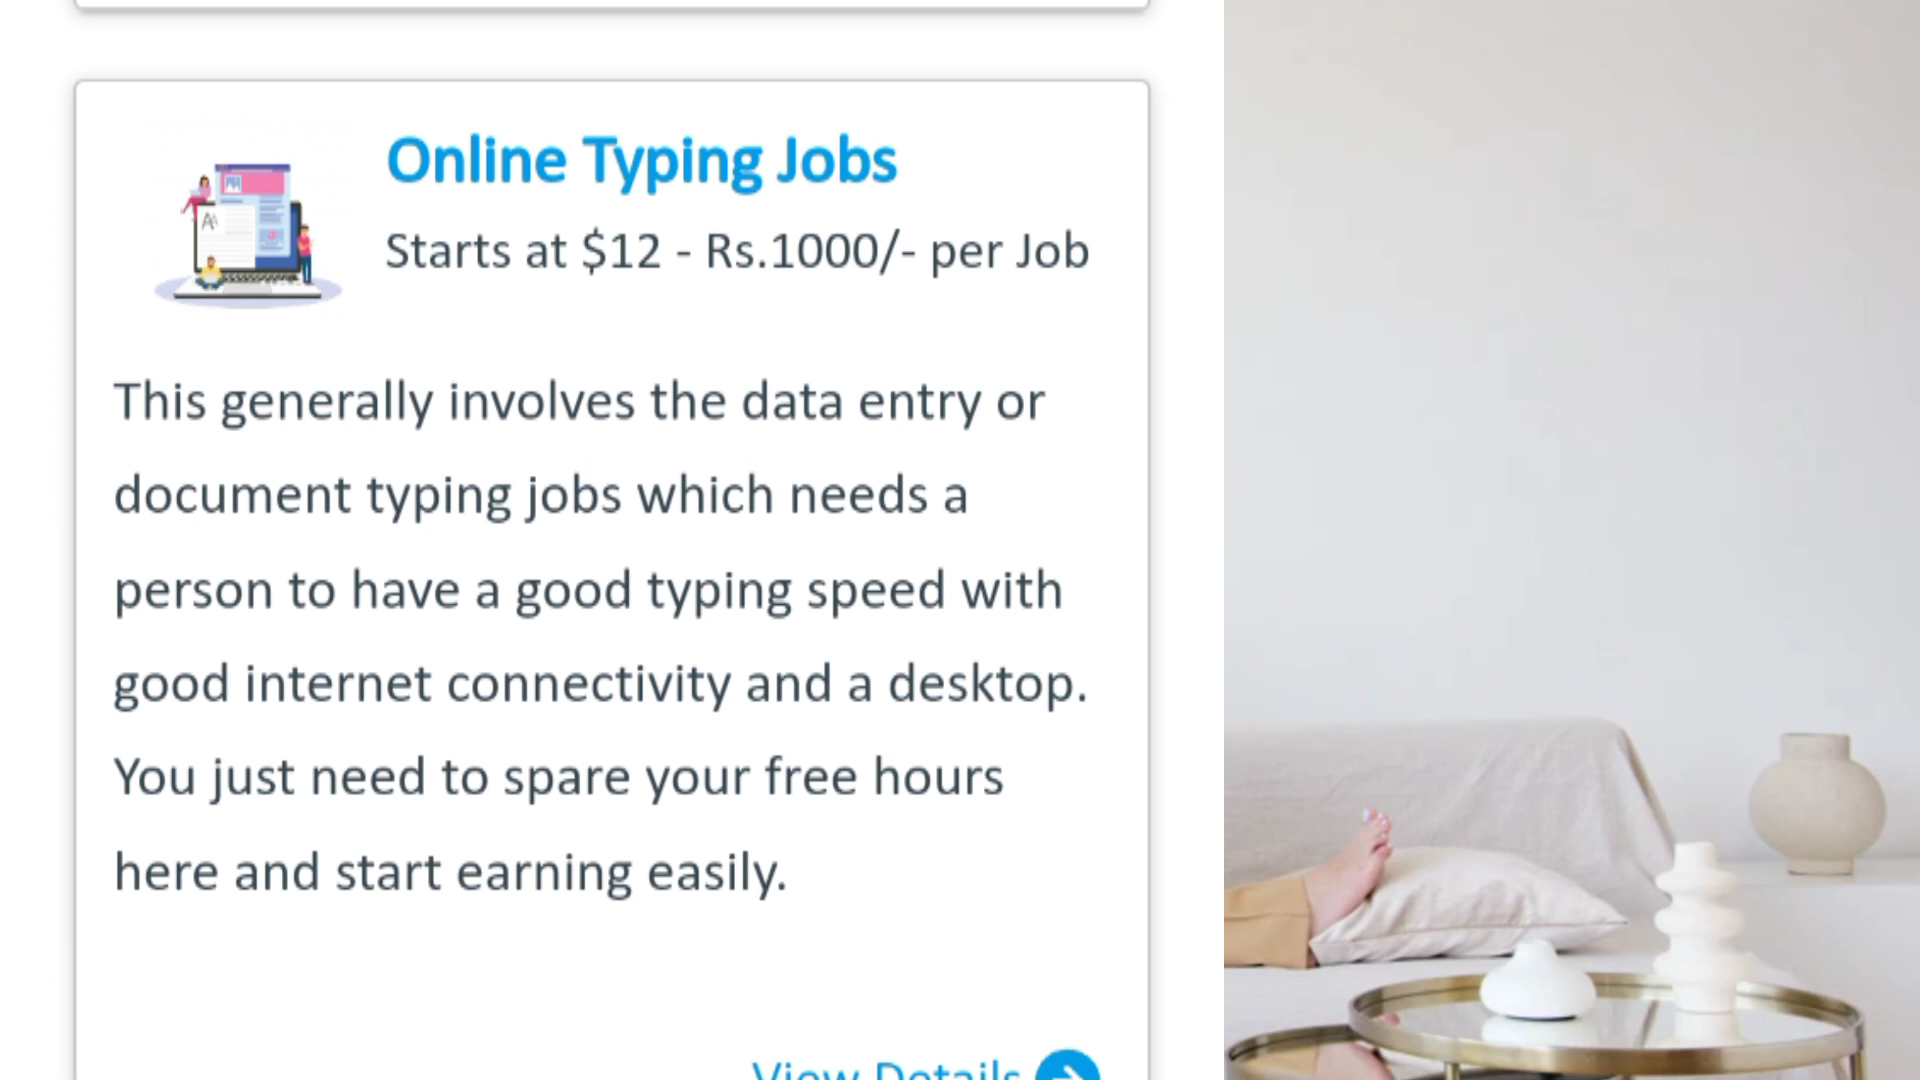 Online Typing Jobs
Starts at $12 - Rs.1000/- per Job
This generally involves the data entry or
document typing jobs which needs a
person to have a good typing speed with
good internet connectivity and a desktop.
You just need to spare your free hours
here and start earning easily.
View Details